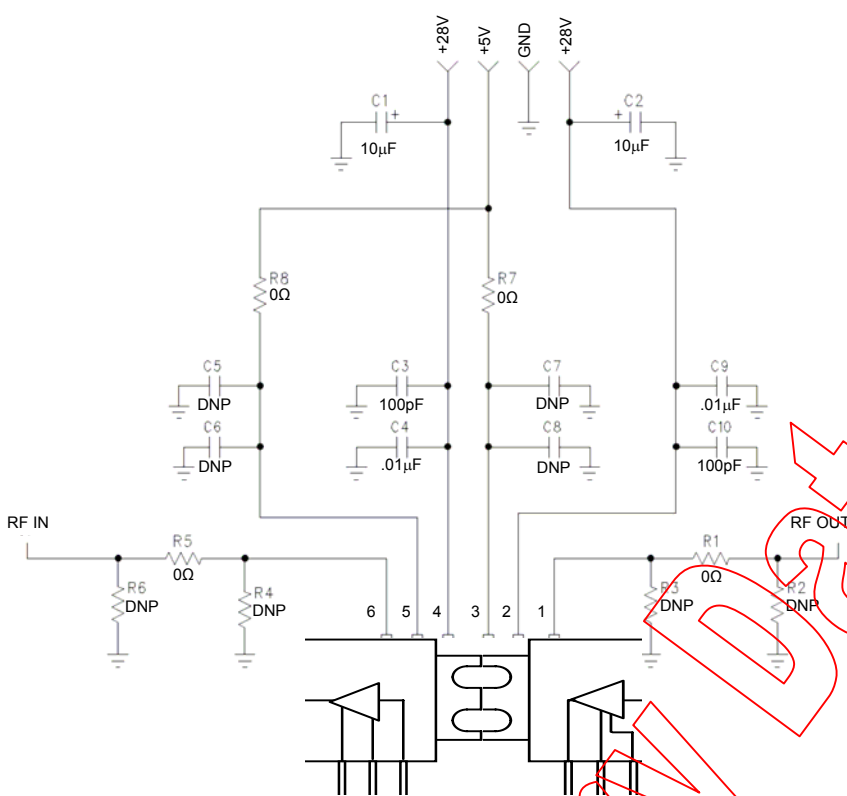 +28V
+5V
GND
+28V
C1
+
10µF
C2
+
10µF
R8
0Ω
R7
0Ω
C5
DNP
C3
100pF
C7
DNP
C9
.01µF
C6
DNP
C4
.01µF
C8
DNP
C10
100pF
RF IN
RF OUT
R5
0Ω
R1
0Ω
R6
DNP
R4
DNP
R3
DNP
R2
DNP
6 5 4 3 2 1